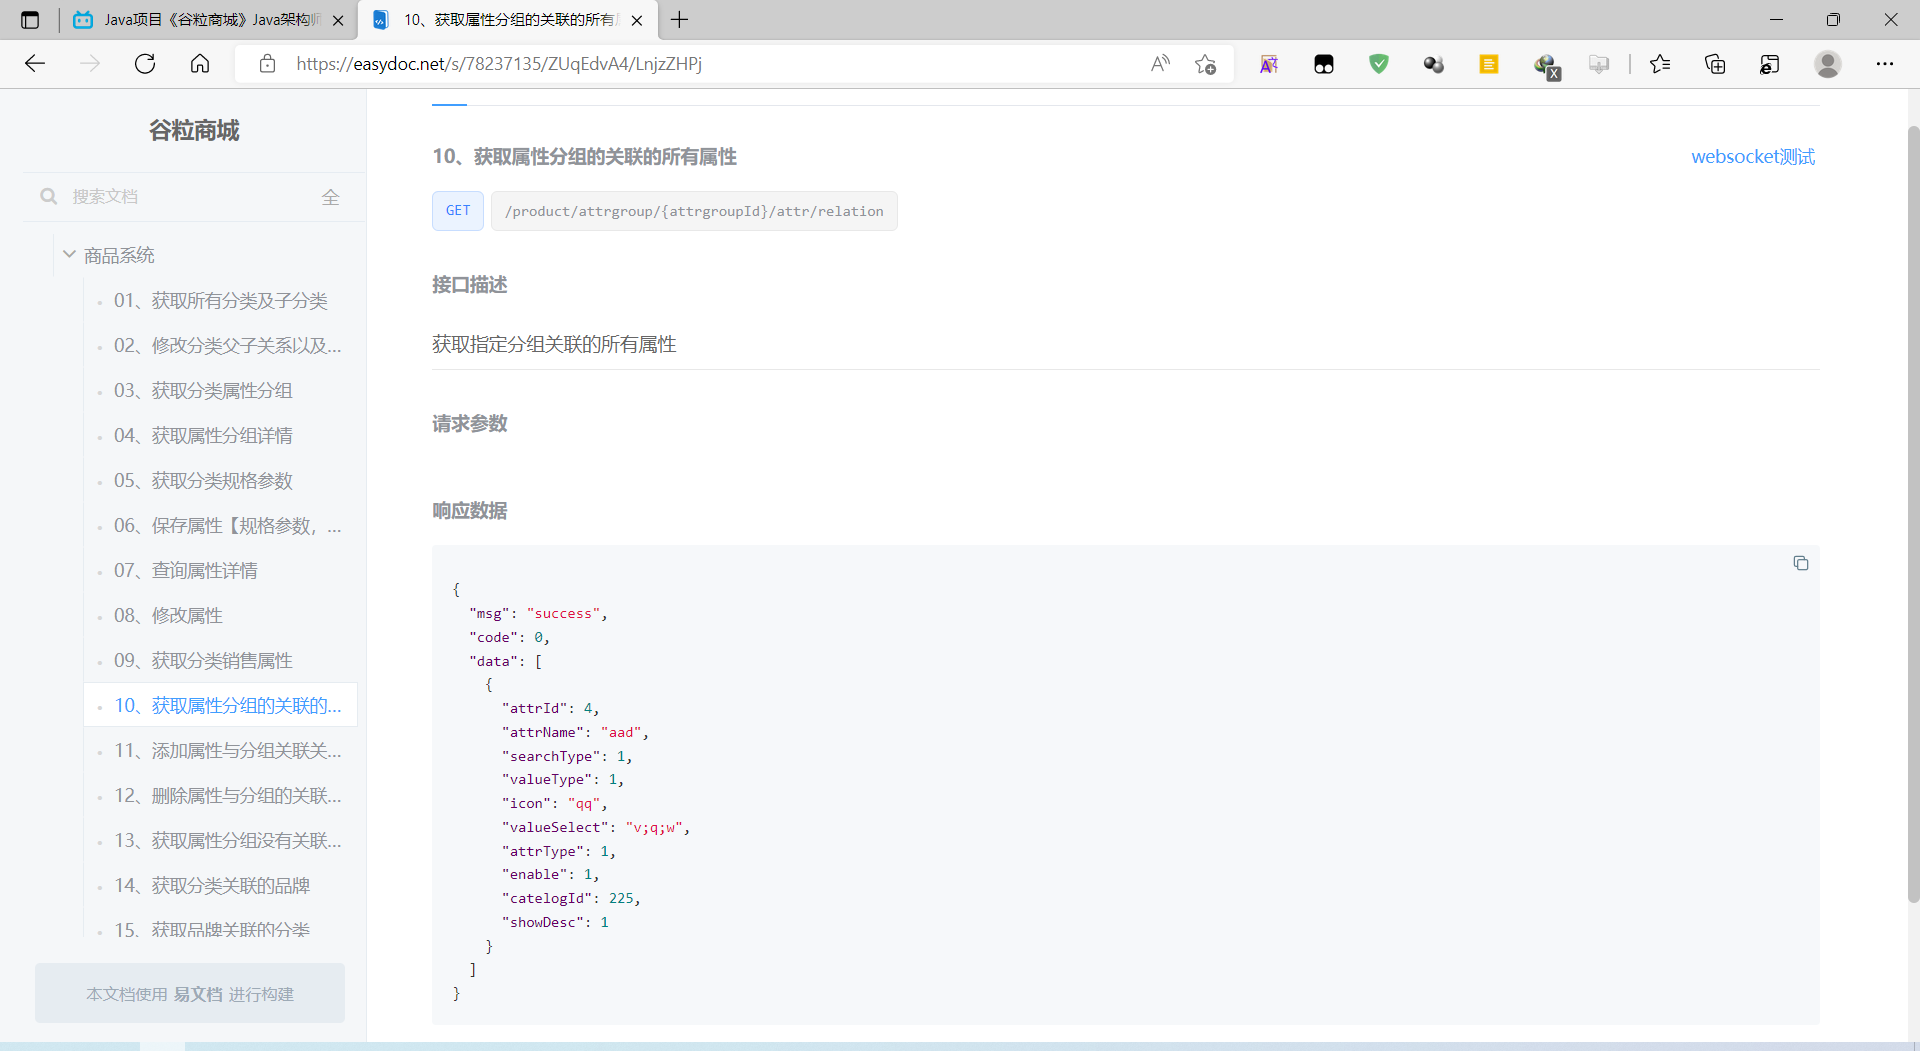 Java项目《谷粒商城》Java架构师
10、获取属性分组的关联的所有属
https://easydoc.net/s/78237135/ZUqEdvA4/LnjzZHPj
谷粒商城
搜索文档
全
商品系统
01、获取所有分类及子分类
02、修改分类父子关系以及...
03、获取分类属性分组
04、获取属性分组详情
05、获取分类规格参数
06、保存属性【规格参数，...
07、查询属性详情
08、修改属性
09、获取分类销售属性
10、获取属性分组的关联的...
11、添加属性与分组关联关...
12、删除属性与分组的关联...
13、获取属性分组没有关联...
14、获取分类关联的品牌
15、获取品牌关联的分类
本文档使用 易文档 进行构建
10、获取属性分组的关联的所有属性
websocket测试
GET
/product/attrgroup/{attrgroupId}/attr/relation
接口描述
获取指定分组关联的所有属性
请求参数
响应数据
{
"msg": "success",
"code": 0,
"data": [
{
"attrId": 4,
"attrName": "aad",
"searchType": 1,
"valueType": 1,
"icon": "qq",
"valueSelect": "v;q;w",
"attrType": 1,
"enable": 1,
"catelogId": 225,
"showDesc": 1
}
]
}